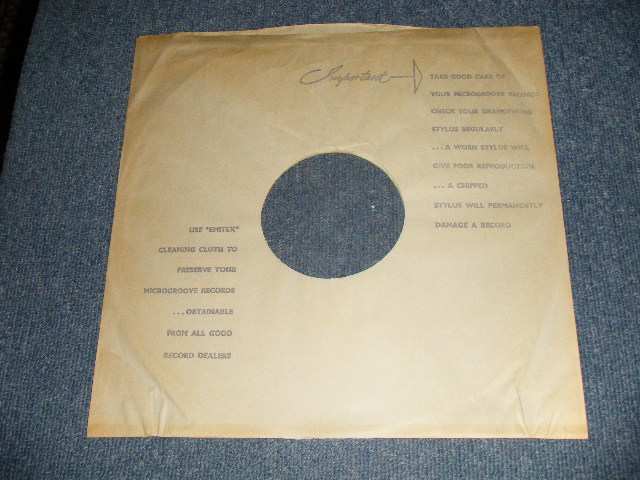 Important
TAKE GOOD CARE OF
YOUR MICROGROOVE RECORDS
CHECK YOUR GRAMOPHONE
STYLUS REGULARLY
...A WORN STYLUS WILL
GIVE POOR REPRODUCTION
...A CHIPPED
STYLUS WILL PERMANENTLY
DAMAGE A RECORD
USE "EMITEX"
CLEANING CLOTH TO
PRESERVE YOUR
MICROGROOVE RECORDS
...OBTAINABLE
FROM ALL GOOD
RECORD DEALERS